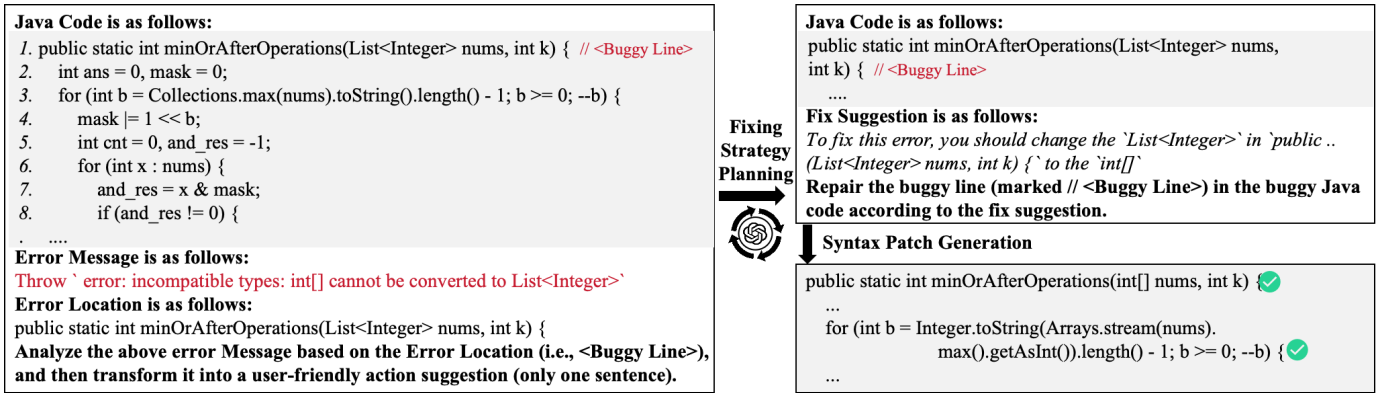 Java Code is as follows:
1. public static int minOrAfterOperations(List<Integer> nums, int k) { // <Buggy Line>
2. int ans = 0, mask = 0;
3. for (int b = Collections.max(nums).toString().length() - 1; b >= 0; --b) {
4. mask |= 1 << b;
5. int cnt = 0, and_res = -1;
6. for (int x : nums) {
7. and_res = x & mask;
8. if (and_res != 0) {
. ....
Error Message is as follows:
Throw ` error: incompatible types: int[] cannot be converted to List<Integer>`
Error Location is as follows:
public static int minOrAfterOperations(List<Integer> nums, int k) {
Analyze the above error Message based on the Error Location (i.e., <Buggy Line>),
and then transform it into a user-friendly action suggestion (only one sentence).
Fixing
Strategy
Planning
Java Code is as follows:
public static int minOrAfterOperations(List<Integer> nums,
int k) { // <Buggy Line>
....
Fix Suggestion is as follows:
To fix this error, you should change the `List<Integer>` in `public ..
(List<Integer> nums, int k) {` to the `int[]`
Repair the buggy line (marked // <Buggy Line>) in the buggy Java
code according to the fix suggestion.
Syntax Patch Generation
public static int minOrAfterOperations(int[] nums, int k) {
...
for (int b = Integer.toString(Arrays.stream(nums).
max().getAsInt()).length() - 1; b >= 0; --b) {
...